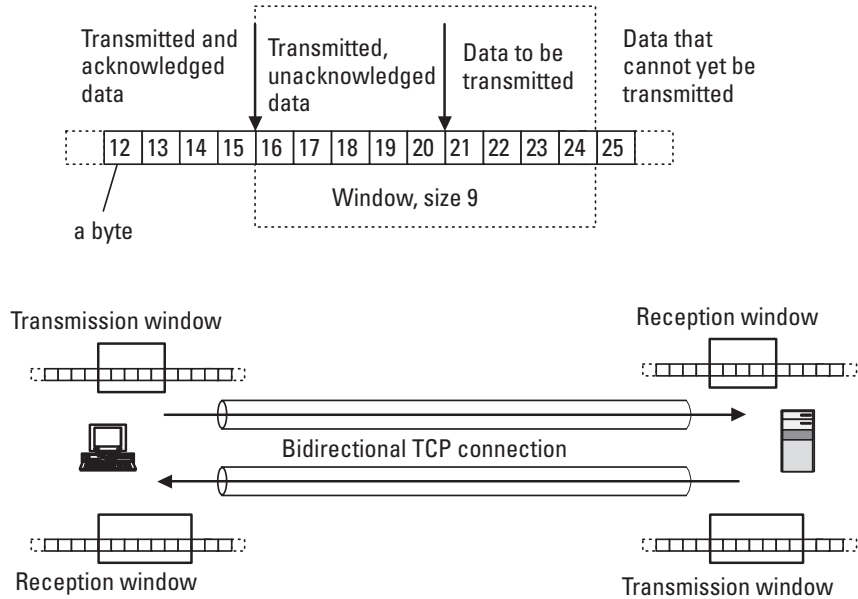 Transmitted and
acknowledged
data
Transmitted,
unacknowledged
data
Data to be
transmitted
Data that
cannot yet be
transmitted
12 13 14 15 16 17 18 19 20 21 22 23 24 25
Window, size 9
a byte
Transmission window
Reception window
Bidirectional TCP connection
Reception window
Transmission window